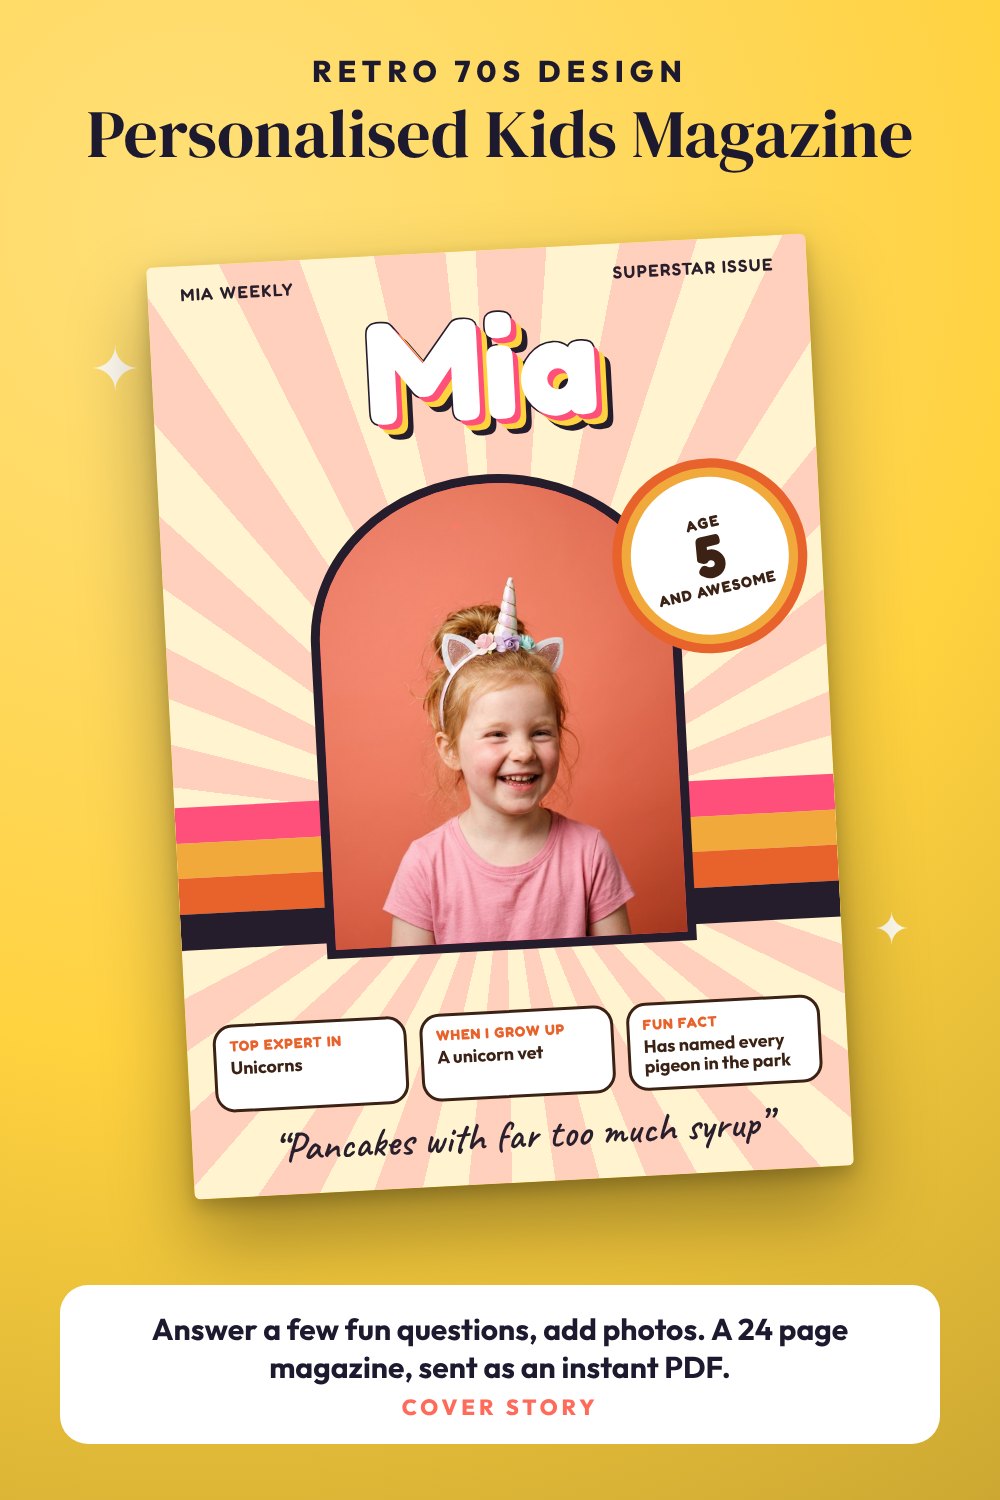 RETRO 70S DESIGN
Personalised Kids Magazine
MIA WEEKLY
SUPERSTAR ISSUE
Mia
AGE
5
AND AWESOME
TOP EXPERT IN
Unicorns
WHEN I GROW UP
A unicorn vet
FUN FACT
Has named every
pigeon in the park
“Pancakes with far too much syrup”
Answer a few fun questions, add photos. A 24 page
magazine, sent as an instant PDF.
COVER STORY